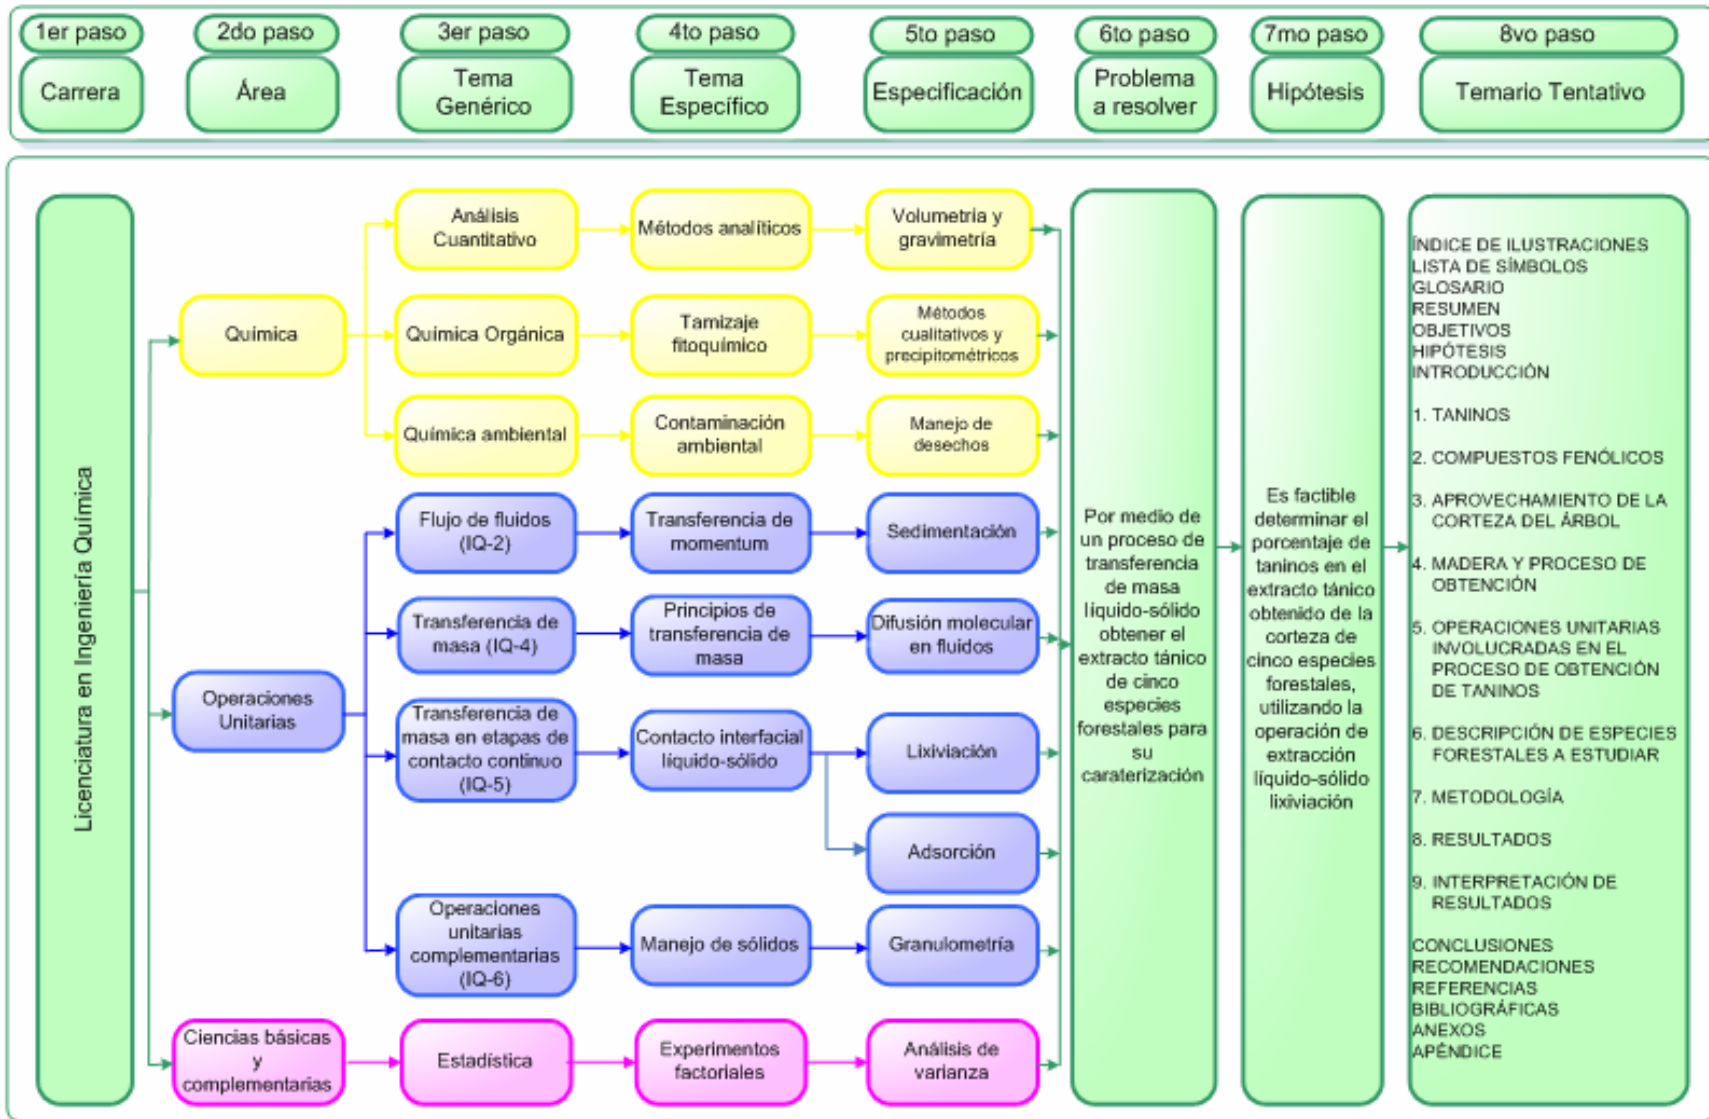 1er paso
2do paso
3er paso
4to paso
5to paso
6to paso
7mo paso
8vo paso
Carrera
Área
Tema
Genérico
Tema
Específico
Especificación
Problema
a resolver
Hipótesis
Temario Tentativo
Licenciatura en Ingeniería Química
Química
Análisis
Cuantitativo
Métodos analíticos
Volumetría y
gravimetría
Química Orgánica
Tamizaje
fitoquímico
Métodos
cualitativos y
precipitométricos
Química ambiental
Contaminación
ambiental
Manejo de
desechos
Operaciones
Unitarias
Flujo de fluidos
(IQ-2)
Transferencia de
momentum
Sedimentación
Transferencia de
masa (IQ-4)
Principios de
transferencia de
masa
Difusión molecular
en fluidos
Transferencia de
masa en etapas de
contacto continuo
(IQ-5)
Contacto interfacial
líquido-sólido
Lixiviación
Adsorción
Operaciones
unitarias
complementarias
(IQ-6)
Manejo de sólidos
Granulometría
Ciencias básicas
y
complementarias
Estadística
Experimentos
factoriales
Análisis de
varianza
Por medio de
un proceso de
transferencia
de masa
líquido-sólido
obtener el
extracto tánico
de cinco
especies
forestales para
su
caraterización
Es factible
determinar el
porcentaje de
taninos en el
extracto tánico
obtenido de la
corteza de
cinco especies
forestales,
utilizando la
operación de
extracción
líquido-sólido
lixiviación
ÍNDICE DE ILUSTRACIONES
LISTA DE SÍMBOLOS
GLOSARIO
RESUMEN
OBJETIVOS
HIPÓTESIS
INTRODUCCIÓN
1. TANINOS
2. COMPUESTOS FENÓLICOS
3. APROVECHAMIENTO DE LA
CORTEZA DEL ÁRBOL
4. MADERA Y PROCESO DE
OBTENCIÓN
5. OPERACIONES UNITARIAS
INVOLUCRADAS EN EL
PROCESO DE OBTENCIÓN
DE TANINOS
6. DESCRIPCIÓN DE ESPECIES
FORESTALES A ESTUDIAR
7. METODOLOGÍA
8. RESULTADOS
9. INTERPRETACIÓN DE
RESULTADOS
CONCLUSIONES
RECOMENDACIONES
REFERENCIAS
BIBLIOGRÁFICAS
ANEXOS
APÉNDICE